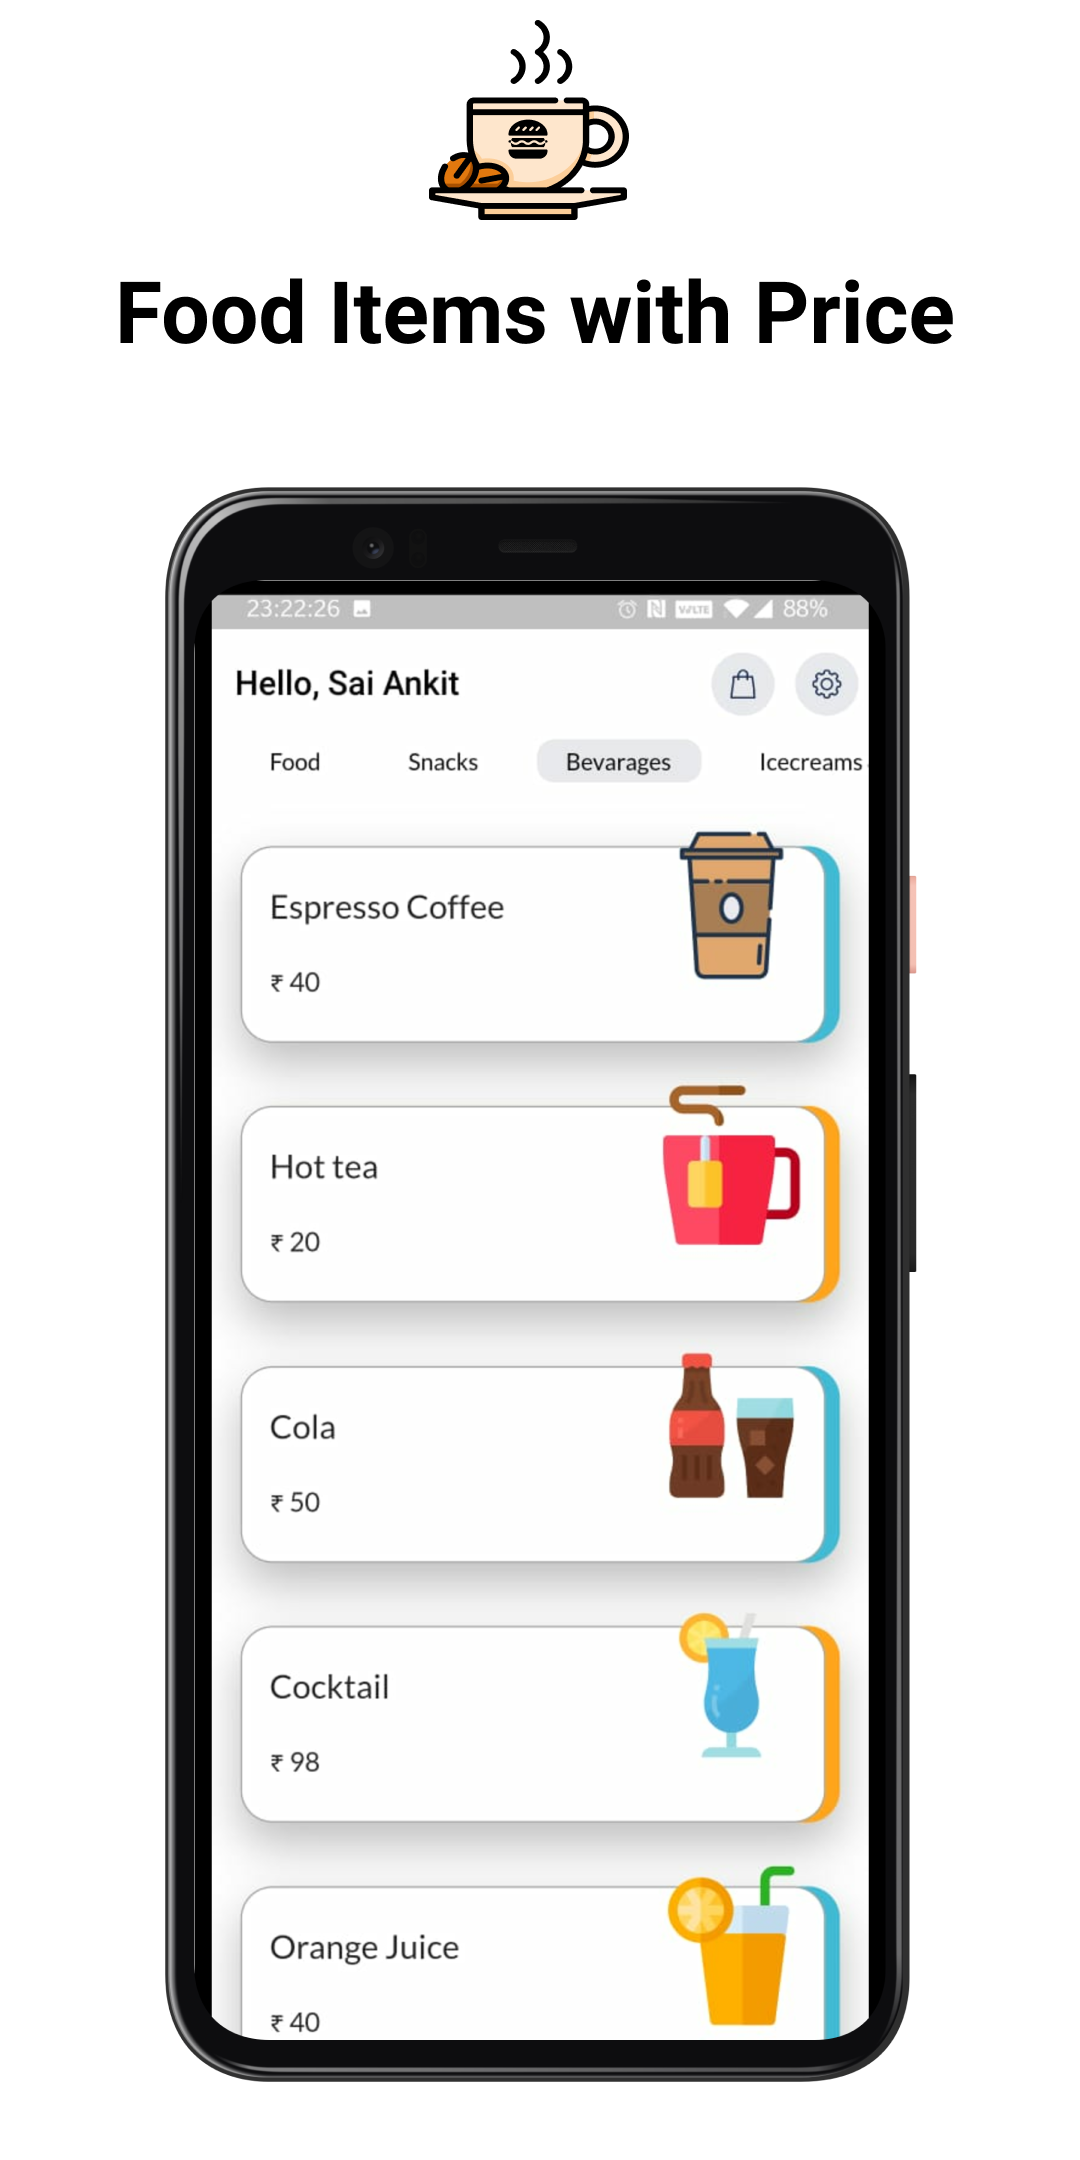 Food Items with Price
23:22:26 VoLTE 88%
Hello, Sai Ankit
Food Snacks Bevarages Icecreams
Espresso Coffee
₹ 40
Hot tea
₹ 20
Cola
₹ 50
Cocktail
₹ 98
Orange Juice
₹ 40